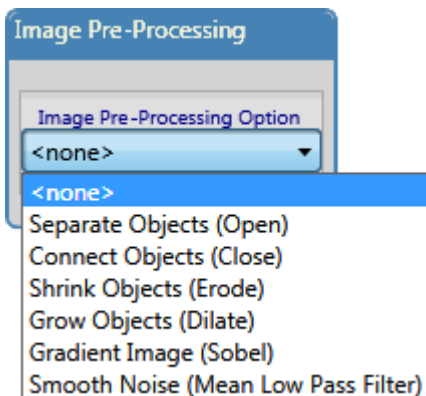 Image Pre-Processing
Image Pre-Processing Option
<none>
<none>
Separate Objects (Open)
Connect Objects (Close)
Shrink Objects (Erode)
Grow Objects (Dilate)
Gradient Image (Sobel)
Smooth Noise (Mean Low Pass Filter)